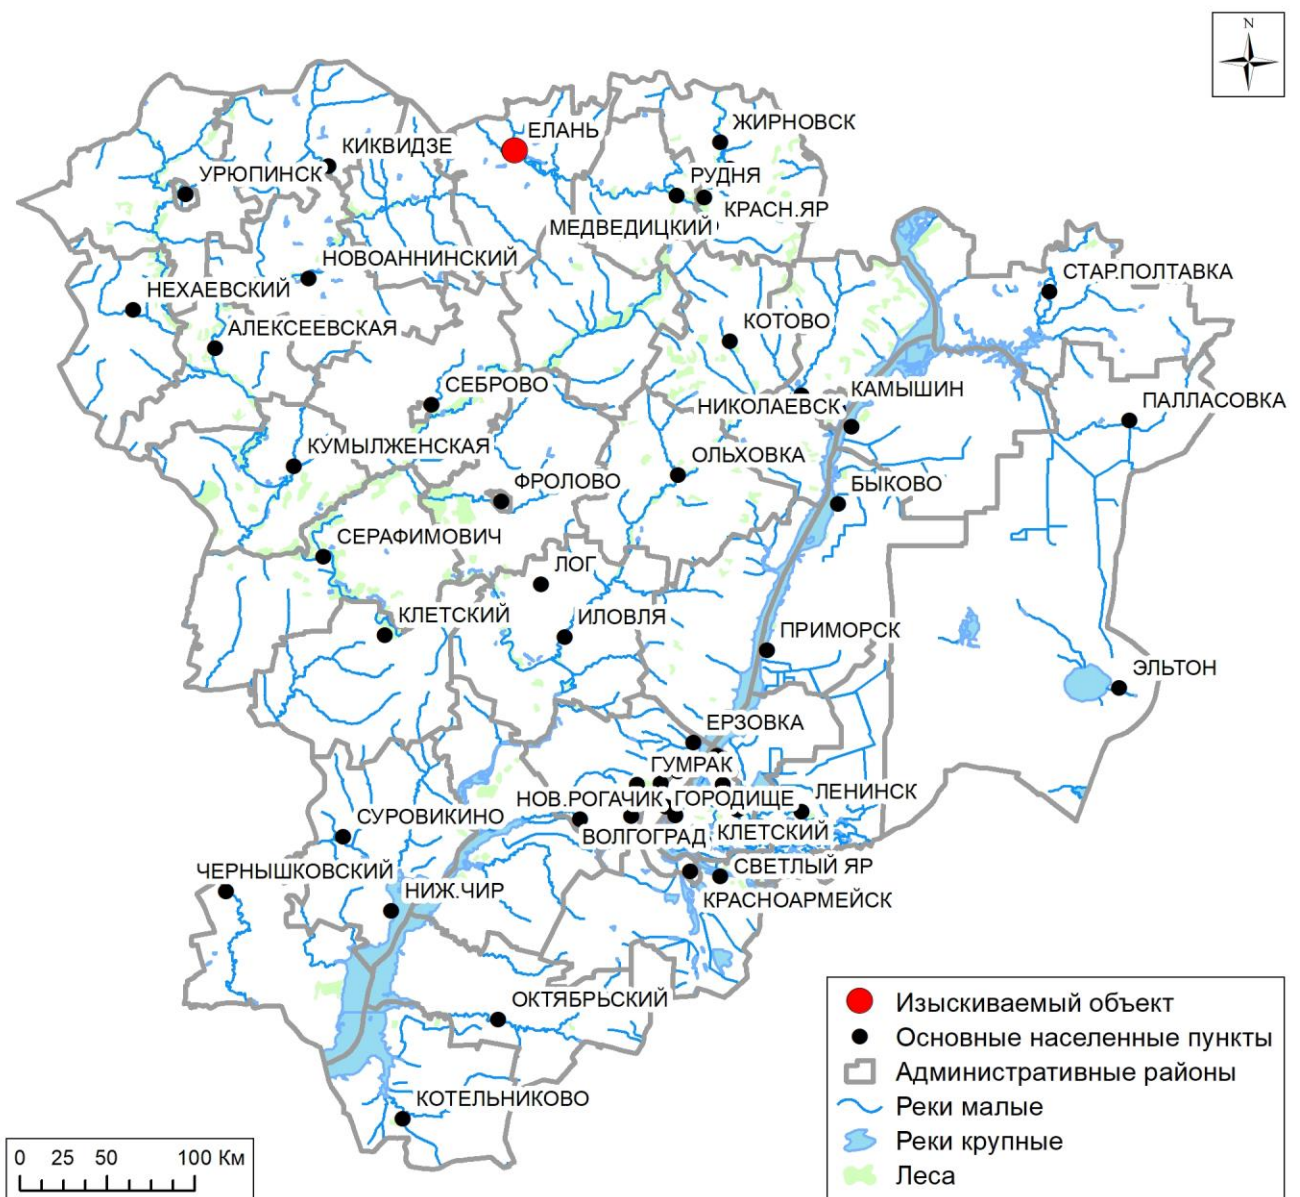 N
ЕЛАНЬ
ЖИРНОВСК
КИКВИДЗЕ
УРЮПИНСК
РУДНЯ
КРАСН.ЯР
МЕДВЕДИЦКИЙ
НОВОАННИНСКИЙ
СТАР.ПОЛТАВКА
НЕХАЕВСКИЙ
АЛЕКСЕЕВСКАЯ
КОТОВО
СЕБРОВО
КАМЫШИН
НИКОЛАЕВСК
ПАЛЛАСОВКА
КУМЫЛЖЕНСКАЯ
ОЛЬХОВКА
ФРОЛОВО
БЫКОВО
СЕРАФИМОВИЧ
ЛОГ
КЛЕТСКИЙ
ИЛОВЛЯ
ПРИМОРСК
ЭЛЬТОН
ЕРЗОВКА
ГУМРАК
НОВ.РОГАЧИК
ГОРОДИЩЕ
ЛЕНИНСК
СУРОВИКИНО
ВОЛГОГРАД
КЛЕТСКИЙ
СВЕТЛЫЙ ЯР
ЧЕРНЫШКОВСКИЙ
НИЖ.ЧИР
КРАСНОАРМЕЙСК
ОКТЯБРЬСКИЙ
КОТЕЛЬНИКОВО
Изыскиваемый объект
Основные населенные пункты
Административные районы
Реки малые
Реки крупные
Леса
0 25 50 100 Км